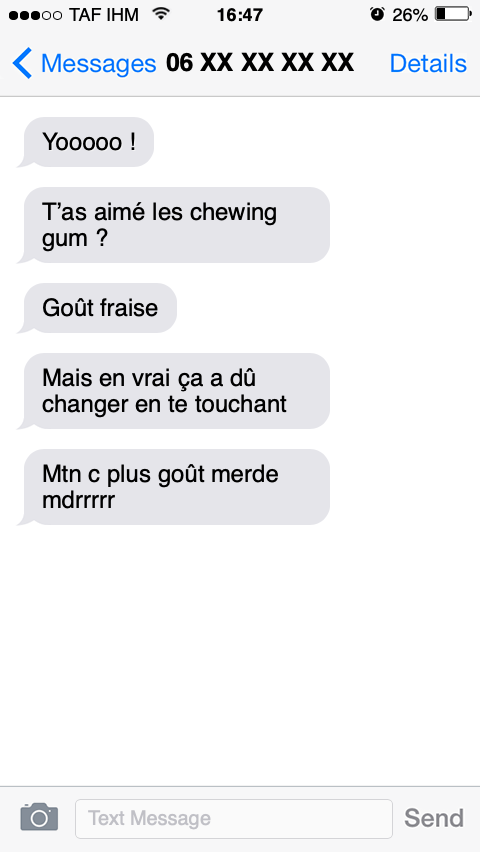 TAF IHM 16:47 26%
Messages 06 XX XX XX XX Details
Yooooo !
T’as aimé les chewing
gum ?
Goût fraise
Mais en vrai ça a dû
changer en te touchant
Mtn c plus goût merde
mdrrrrr
Text Message Send